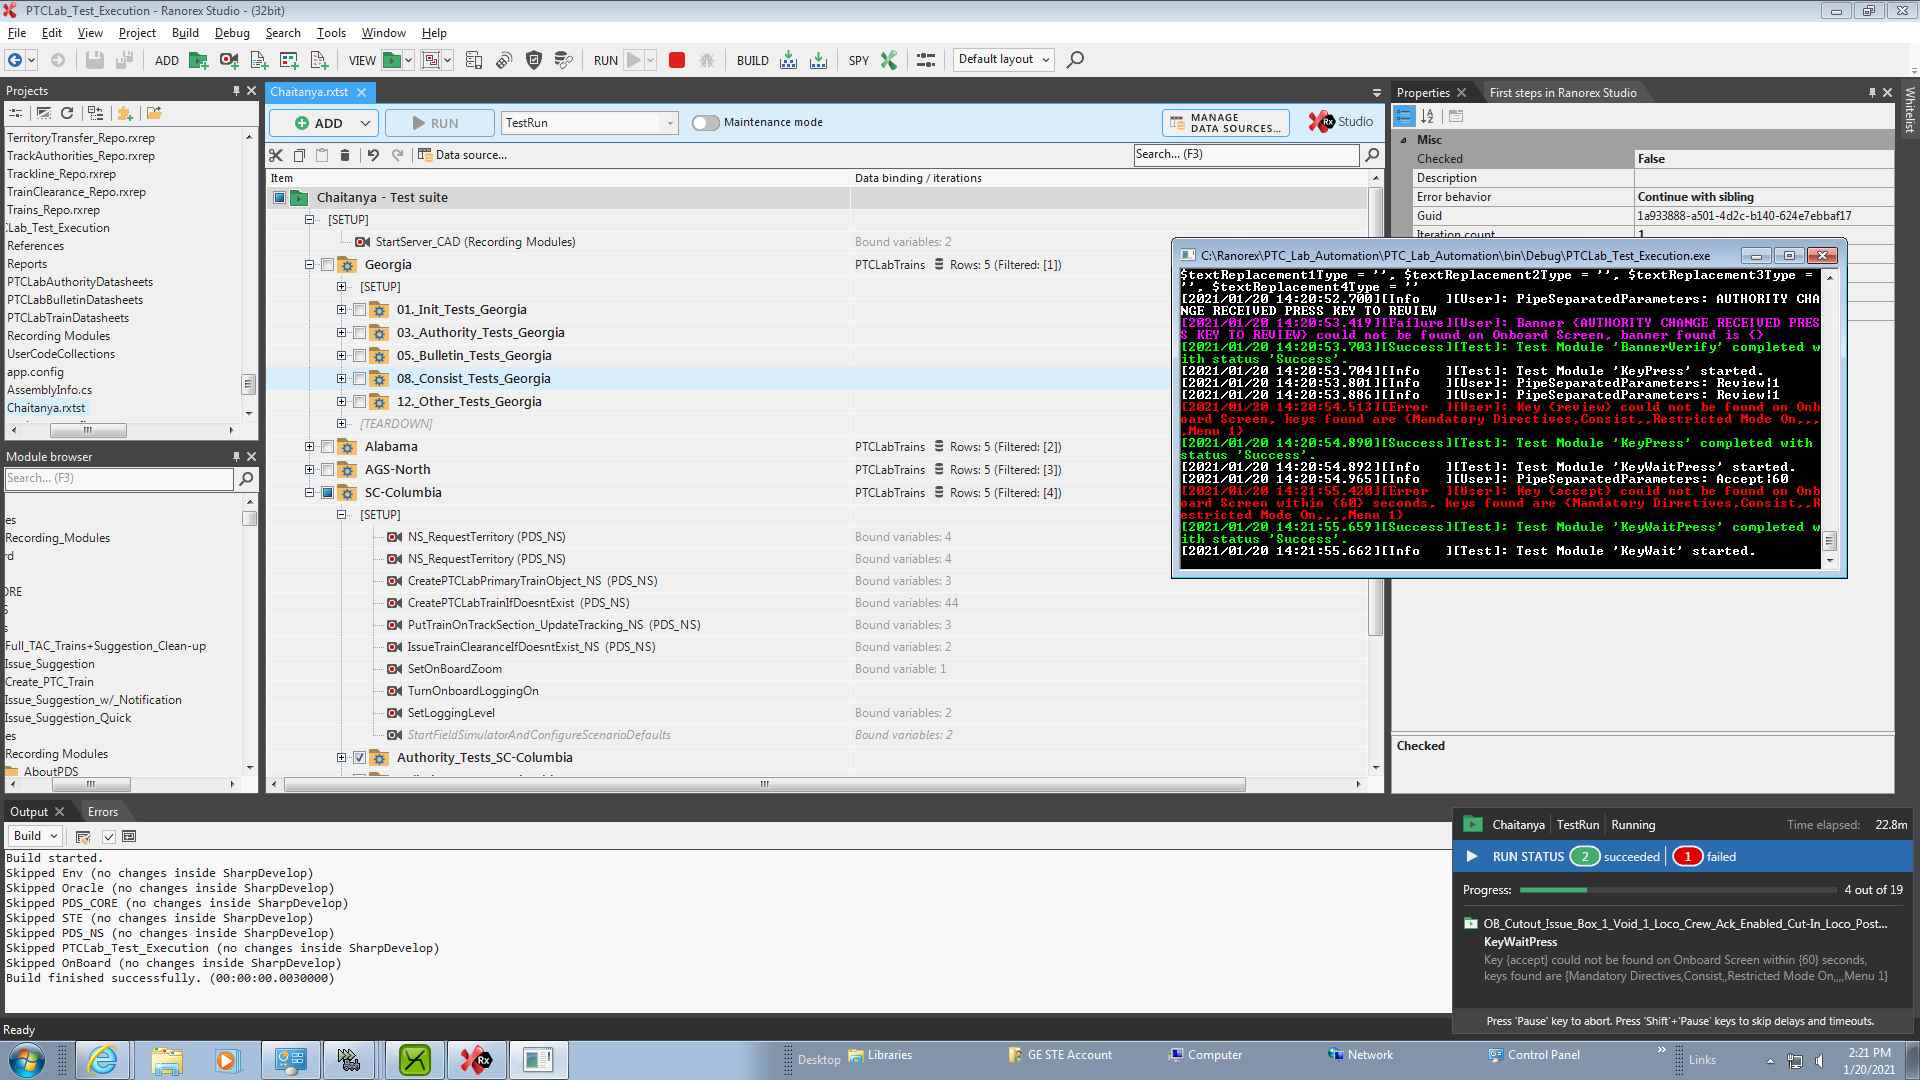 PTCLab_Test_Execution - Ranorex Studio - (32bit)
File Edit View Project Build Debug Search Tools Window Help
ADD VIEW RUN BUILD SPY Default layout
Projects
TerritoryTransfer_Repo.rxrep
TrackAuthorities_Repo.rxrep
Trackline_Repo.rxrep
TrainClearance_Repo.rxrep
Trains_Repo.rxrep
Lab_Test_Execution
References
Reports
PTCLabAuthorityDatasheets
PTCLabBulletinDatasheets
PTCLabTrainDatasheets
Recording Modules
UserCodeCollections
app.config
AssemblyInfo.cs
Chaitanya.rxtst
Module browser
Search... (F3)
es
Recording_Modules
rd
ORE
s
Full_TAC_Trains+Suggestion_Clean-up
Issue_Suggestion
Create_PTC_Train
Issue_Suggestion_w/_Notification
Issue_Suggestion_Quick
es
Recording Modules
AboutPDS
Chaitanya.rxtst
ADD RUN TestRun Maintenance mode MANAGE DATA SOURCES... Rx Studio
Data source... Search... (F3)
Item Data binding / iterations
Chaitanya - Test suite
[SETUP]
StartServer_CAD (Recording Modules) Bound variables: 2
Georgia PTCLabTrains Rows: 5 (Filtered: [1])
[SETUP]
01._Init_Tests_Georgia
03._Authority_Tests_Georgia
05._Bulletin_Tests_Georgia
08._Consist_Tests_Georgia
12._Other_Tests_Georgia
[TEARDOWN]
Alabama PTCLabTrains Rows: 5 (Filtered: [2])
AGS-North PTCLabTrains Rows: 5 (Filtered: [3])
SC-Columbia PTCLabTrains Rows: 5 (Filtered: [4])
[SETUP]
NS_RequestTerritory (PDS_NS) Bound variables: 4
NS_RequestTerritory (PDS_NS) Bound variables: 4
CreatePTCLabPrimaryTrainObject_NS (PDS_NS) Bound variables: 3
CreatePTCLabTrainIfDoesntExist (PDS_NS) Bound variables: 44
PutTrainOnTrackSection_UpdateTracking_NS (PDS_NS) Bound variables: 3
IssueTrainClearanceIfDoesntExist_NS (PDS_NS) Bound variables: 2
SetOnBoardZoom Bound variable: 1
TurnOnboardLoggingOn
SetLoggingLevel Bound variables: 2
StartFieldSimulatorAndConfigureScenarioDefaults Bound variables: 2
Authority_Tests_SC-Columbia
Properties First steps in Ranorex Studio
Whitelist
Misc
Checked False
Description
Error behavior Continue with sibling
Guid 1a933888-a501-4d2c-b140-624e7ebbaf17
Iteration count 1
Checked
C:\Ranorex\PTC_Lab_Automation\PTC_Lab_Automation\bin\Debug\PTCLab_Test_Execution.exe
$textReplacement1Type = '', $textReplacement2Type = '', $textReplacement3Type =
'', $textReplacement4Type = ''
[2021/01/20 14:20:52.700][Info   ][User]: PipeSeparatedParameters: AUTHORITY CHA
NGE RECEIVED PRESS KEY TO REVIEW
[2021/01/20 14:20:53.419][Failure][User]: Banner {AUTHORITY CHANGE RECEIVED PRES
S KEY TO REVIEW} could not be found on Onboard Screen, banner found is {}
[2021/01/20 14:20:53.703][Success][Test]: Test Module 'BannerVerify' completed w
ith status 'Success'.
[2021/01/20 14:20:53.704][Info   ][Test]: Test Module 'KeyPress' started.
[2021/01/20 14:20:53.801][Info   ][User]: PipeSeparatedParameters: Review|1
[2021/01/20 14:20:53.886][Info   ][User]: PipeSeparatedParameters: Review|1
[2021/01/20 14:20:54.513][Error  ][User]: Key {review} could not be found on Onb
oard Screen, keys found are {Mandatory Directives,Consist,,Restricted Mode On,,,
,Menu 1}
[2021/01/20 14:20:54.890][Success][Test]: Test Module 'KeyPress' completed with
status 'Success'.
[2021/01/20 14:20:54.892][Info   ][Test]: Test Module 'KeyWaitPress' started.
[2021/01/20 14:20:54.965][Info   ][User]: PipeSeparatedParameters: Accept|60
[2021/01/20 14:21:55.420][Error  ][User]: Key {accept} could not be found on Onb
oard Screen within {60} seconds, keys found are {Mandatory Directives,Consist,,R
estricted Mode On,,,,Menu 1}
[2021/01/20 14:21:55.659][Success][Test]: Test Module 'KeyWaitPress' completed w
ith status 'Success'.
[2021/01/20 14:21:55.662][Info   ][Test]: Test Module 'KeyWait' started.
Output Errors
Build
Build started.
Skipped Env (no changes inside SharpDevelop)
Skipped Oracle (no changes inside SharpDevelop)
Skipped PDS_CORE (no changes inside SharpDevelop)
Skipped STE (no changes inside SharpDevelop)
Skipped PDS_NS (no changes inside SharpDevelop)
Skipped PTCLab_Test_Execution (no changes inside SharpDevelop)
Skipped OnBoard (no changes inside SharpDevelop)
Build finished successfully. (00:00:00.0030000)
Chaitanya TestRun Running Time elapsed: 22.8m
RUN STATUS 2 succeeded 1 failed
Progress: 4 out of 19
OB_Cutout_Issue_Box_1_Void_1_Loco_Crew_Ack_Enabled_Cut-In_Loco_Post...
KeyWaitPress
Key {accept} could not be found on Onboard Screen within {60} seconds,
keys found are {Mandatory Directives,Consist,,Restricted Mode On,,,,Menu 1}
Press 'Pause' key to abort. Press 'Shift'+'Pause' keys to skip delays and timeouts.
Ready
Desktop Libraries GE STE Account Computer Network Control Panel Links
2:21 PM
1/20/2021